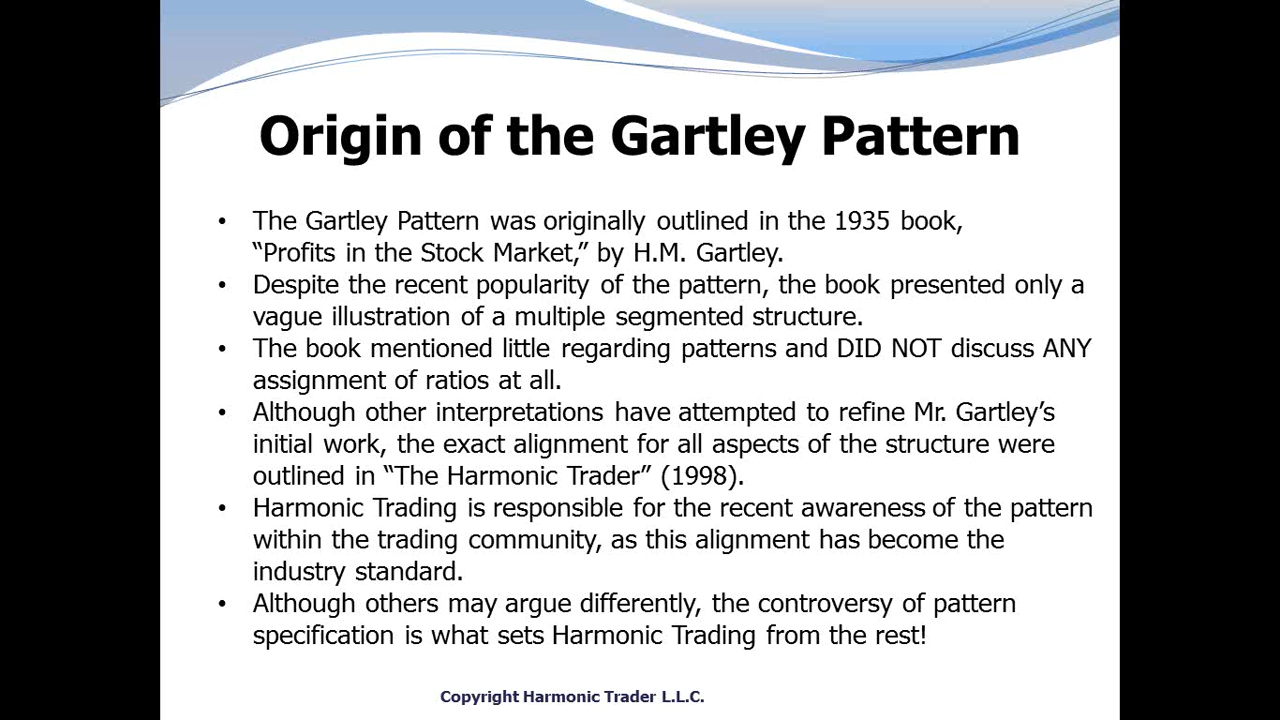 Origin of the Gartley Pattern
• The Gartley Pattern was originally outlined in the 1935 book,
“Profits in the Stock Market,” by H.M. Gartley.
• Despite the recent popularity of the pattern, the book presented only a
vague illustration of a multiple segmented structure.
• The book mentioned little regarding patterns and DID NOT discuss ANY
assignment of ratios at all.
• Although other interpretations have attempted to refine Mr. Gartley’s
initial work, the exact alignment for all aspects of the structure were
outlined in “The Harmonic Trader” (1998).
• Harmonic Trading is responsible for the recent awareness of the pattern
within the trading community, as this alignment has become the
industry standard.
• Although others may argue differently, the controversy of pattern
specification is what sets Harmonic Trading from the rest!
Copyright Harmonic Trader L.L.C.